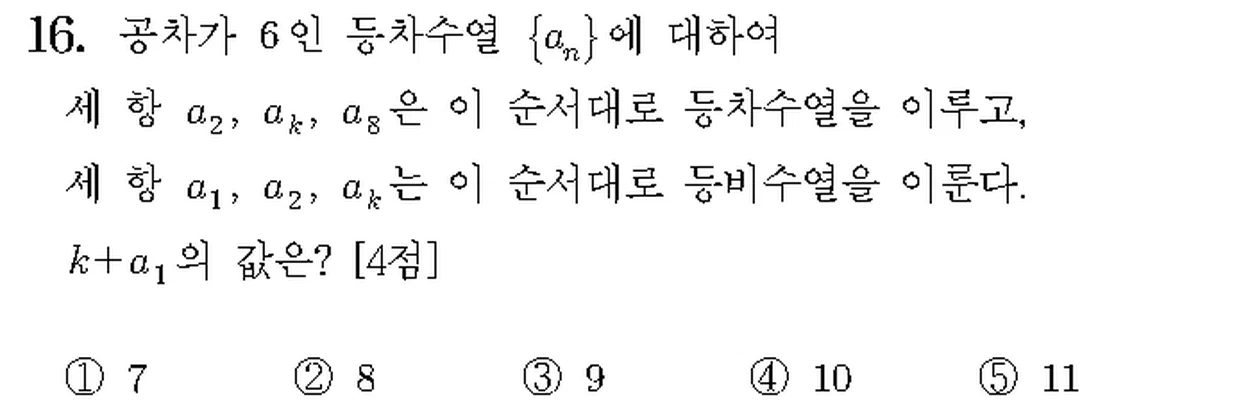 16. 공차가 6인 등차수열 {aₙ}에 대하여
세 항 a₂, aₖ, a₈은 이 순서대로 등차수열을 이루고,
세 항 a₁, a₂, aₖ는 이 순서대로 등비수열을 이룬다.
k+a₁의 값은? [4점]
① 7 ② 8 ③ 9 ④ 10 ⑤ 11